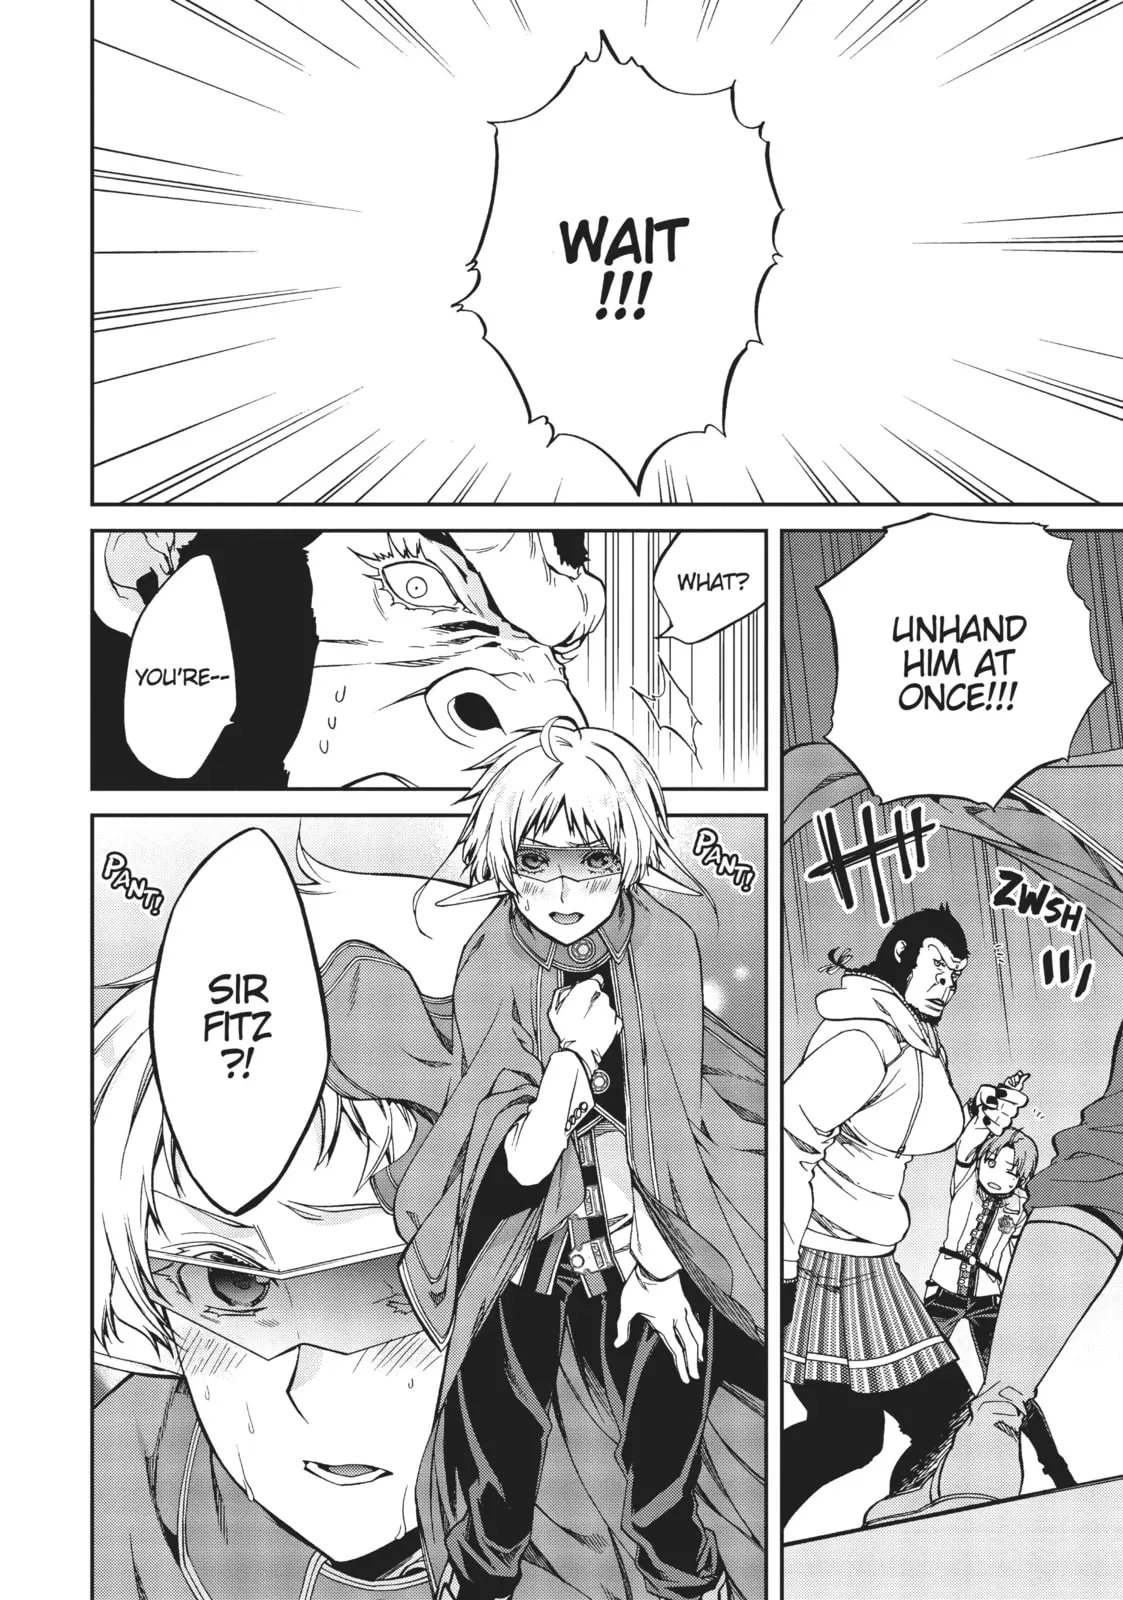 WAIT
!!!
UNHAND
HIM AT
ONCE!!!
ZWSH
WHAT?
YOU'RE--
PANT!
PANT!
SIR
FITZ
?!